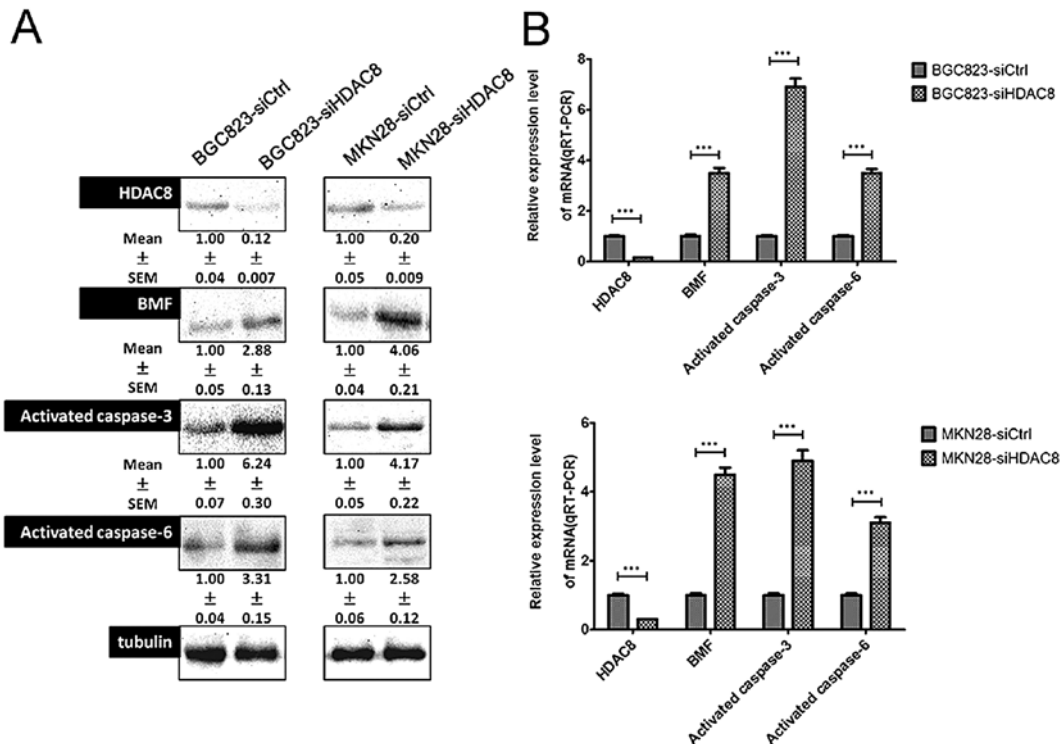 A
BGC823-siCtrl
BGC823-siHDAC8
MKN28-siCtrl
MKN28-siHDAC8
HDAC8
Mean 1.00 0.12 1.00 0.20
± ± ± ± ±
SEM 0.04 0.007 0.05 0.009
BMF
Mean 1.00 2.88 1.00 4.06
± ± ± ± ±
SEM 0.05 0.13 0.04 0.21
Activated caspase-3
Mean 1.00 6.24 1.00 4.17
± ± ± ± ±
SEM 0.07 0.30 0.05 0.22
Activated caspase-6
1.00 3.31 1.00 2.58
± ± ± ±
0.04 0.15 0.06 0.12
tubulin
B
Relative expression level
of mRNA(qRT-PCR)
8
6
4
2
0
***
***
***
***
HDAC8
BMF
Activated caspase-3
Activated caspase-6
BGC823-siCtrl
BGC823-siHDAC8
Relative expression level
of mRNA(qRT-PCR)
6
4
2
0
***
***
***
***
HDAC8
BMF
Activated caspase-3
Activated caspase-6
MKN28-siCtrl
MKN28-siHDAC8